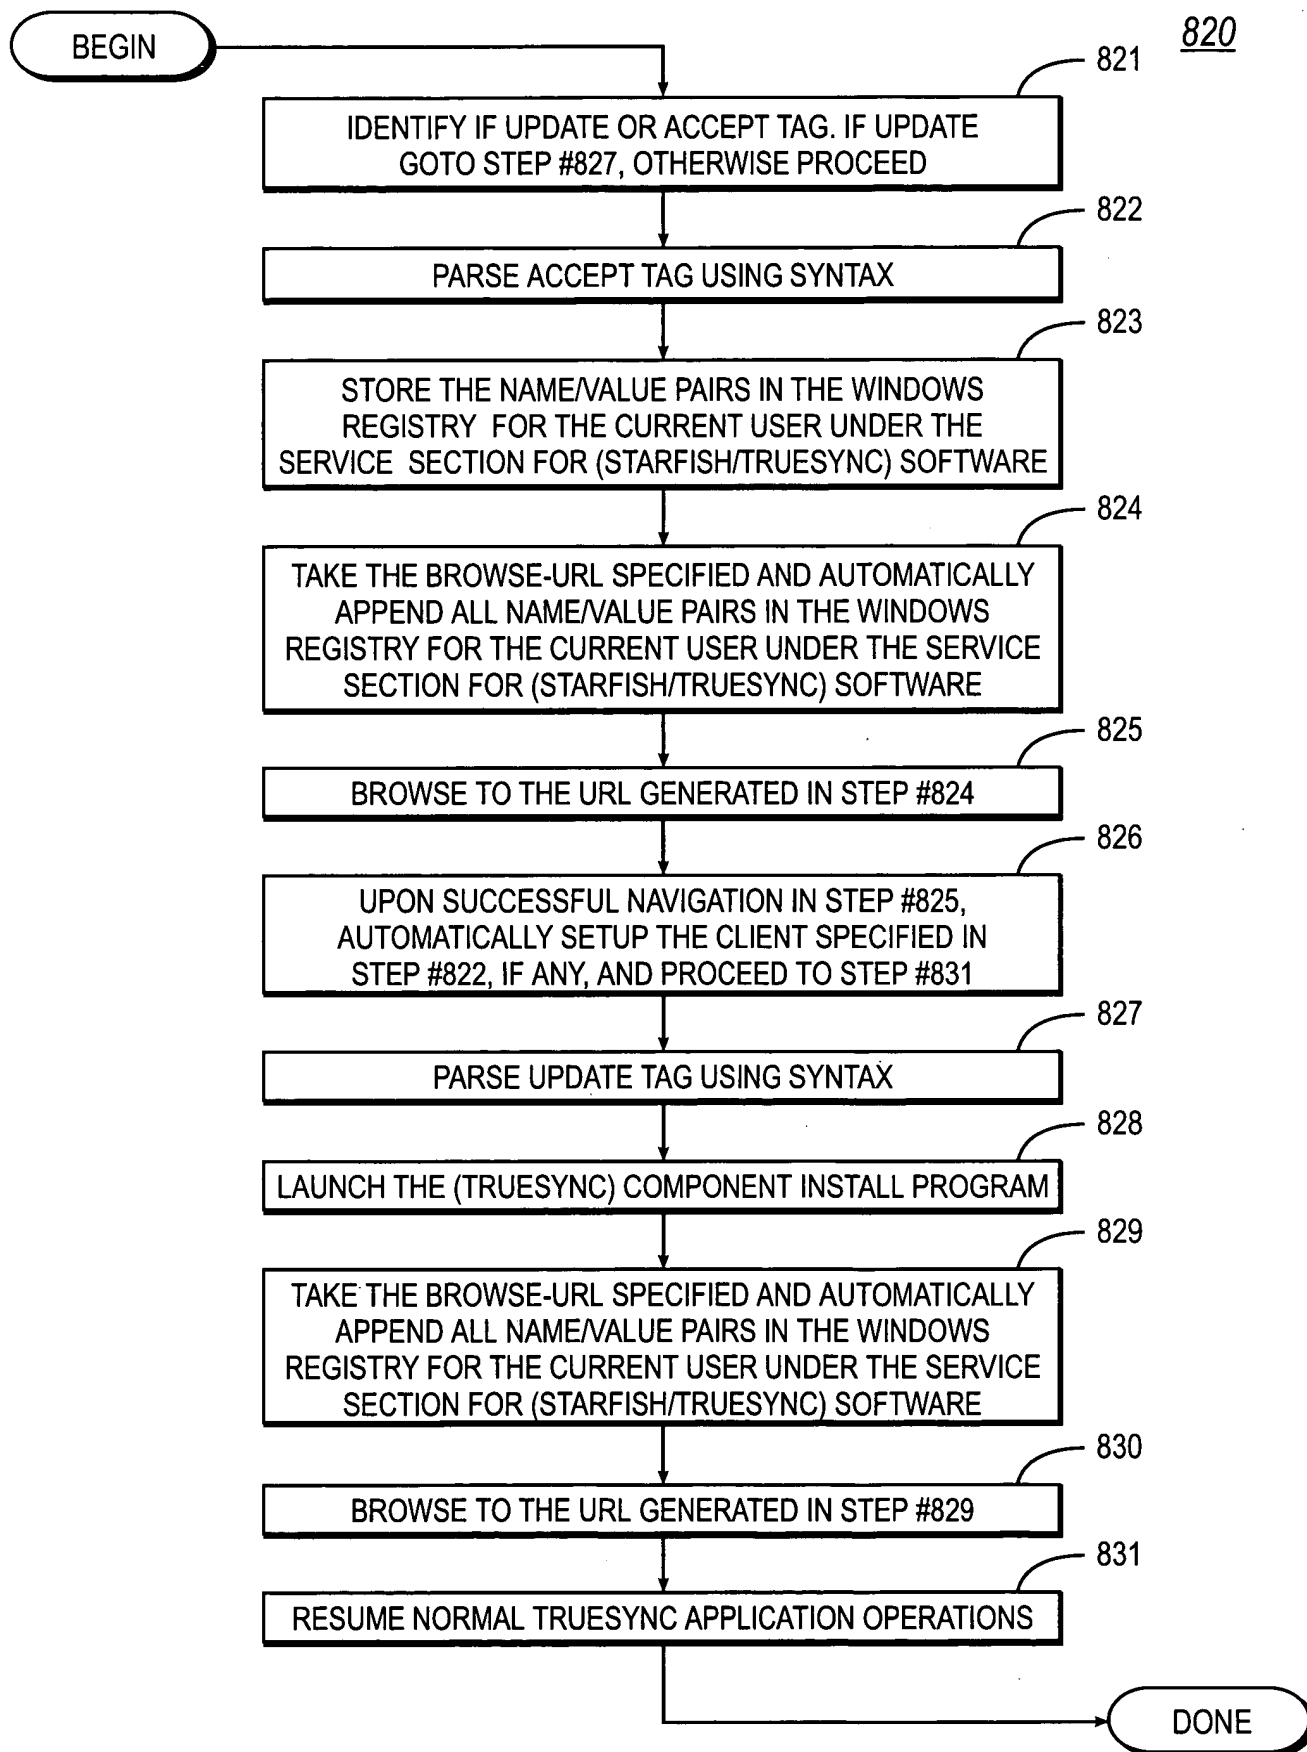 BEGIN
820
821
IDENTIFY IF UPDATE OR ACCEPT TAG. IF UPDATE
GOTO STEP #827, OTHERWISE PROCEED
822
PARSE ACCEPT TAG USING SYNTAX
823
STORE THE NAME/VALUE PAIRS IN THE WINDOWS
REGISTRY FOR THE CURRENT USER UNDER THE
SERVICE SECTION FOR (STARFISH/TRUESYNC) SOFTWARE
824
TAKE THE BROWSE-URL SPECIFIED AND AUTOMATICALLY
APPEND ALL NAME/VALUE PAIRS IN THE WINDOWS
REGISTRY FOR THE CURRENT USER UNDER THE SERVICE
SECTION FOR (STARFISH/TRUESYNC) SOFTWARE
825
BROWSE TO THE URL GENERATED IN STEP #824
826
UPON SUCCESSFUL NAVIGATION IN STEP #825,
AUTOMATICALLY SETUP THE CLIENT SPECIFIED IN
STEP #822, IF ANY, AND PROCEED TO STEP #831
827
PARSE UPDATE TAG USING SYNTAX
828
LAUNCH THE (TRUESYNC) COMPONENT INSTALL PROGRAM
829
TAKE THE BROWSE-URL SPECIFIED AND AUTOMATICALLY
APPEND ALL NAME/VALUE PAIRS IN THE WINDOWS
REGISTRY FOR THE CURRENT USER UNDER THE SERVICE
SECTION FOR (STARFISH/TRUESYNC) SOFTWARE
830
BROWSE TO THE URL GENERATED IN STEP #829
831
RESUME NORMAL TRUESYNC APPLICATION OPERATIONS
DONE